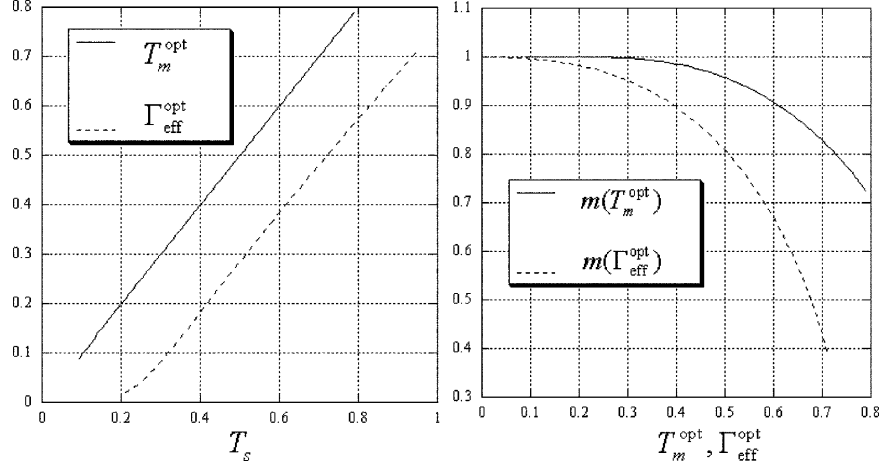 0.8
0.7
0.6
0.5
0.4
0.3
0.2
0.1
0
0 0.2 0.4 0.6 0.8 1
T_s
T_m^opt
Γ_eff^opt
1.1
1
0.9
0.8
0.7
0.6
0.5
0.4
0.3
0 0.1 0.2 0.3 0.4 0.5 0.6 0.7 0.8
T_m^opt, Γ_eff^opt
m(T_m^opt)
m(Γ_eff^opt)